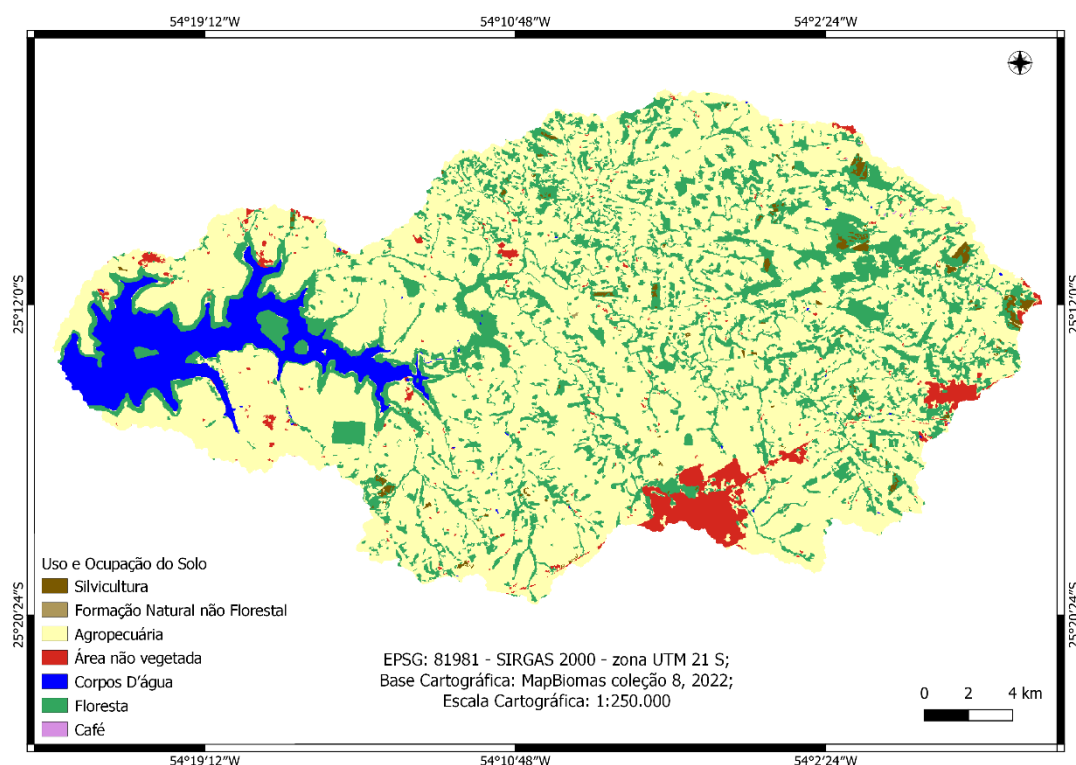 54°19′12″W 54°10′48″W 54°2′24″W
25°12′0″S 25°12′0″S
25°20′24″S 25°20′24″S
Uso e Ocupação do Solo
Silvicultura
Formação Natural não Florestal
Agropecuária
Área não vegetada
Corpos D'água
Floresta
Café
EPSG: 81981 - SIRGAS 2000 - zona UTM 21 S;
Base Cartográfica: MapBiomas coleção 8, 2022;
Escala Cartográfica: 1:250.000
0 2 4 km
54°19′12″W 54°10′48″W 54°2′24″W